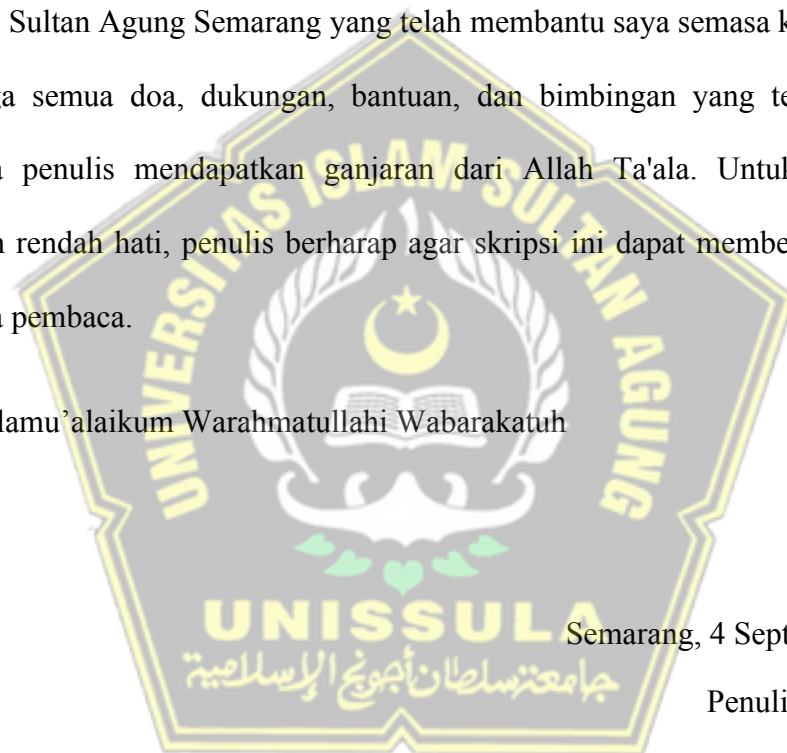 Sultan Agung Semarang yang telah membantu saya semasa k
ga semua doa, dukungan, bantuan, dan bimbingan yang te
penulis mendapatkan ganjaran dari Allah Ta'ala. Untuk
rendah hati, penulis berharap agar skripsi ini dapat membe
pembaca.
lamu'alaikum Warahmatullahi Wabarakatuh
UNIVERSITAS ISLAM SULTAN AGUNG
UNISSULA
جامعة سلطان أجونج الإسلامية
Semarang, 4 Sept
Penuli